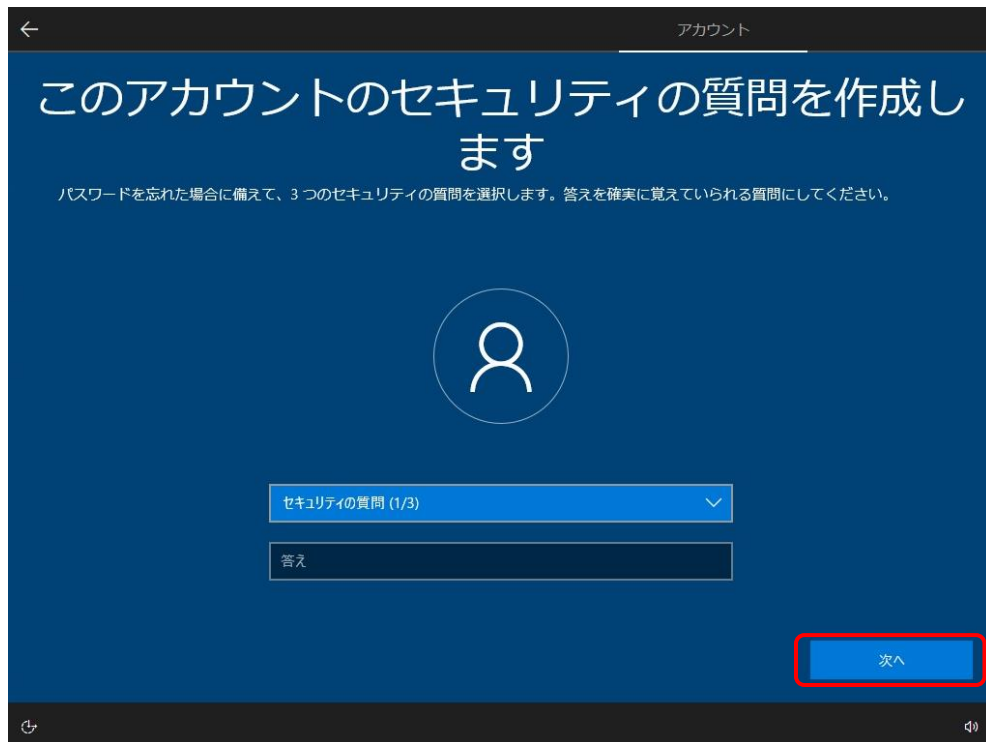 アカウント
このアカウントのセキュリティの質問を作成し
ます
パスワードを忘れた場合に備えて、3 つのセキュリティの質問を選択します。答えを確実に覚えていられる質問にしてください。
セキュリティの質問 (1/3)
答え
次へ